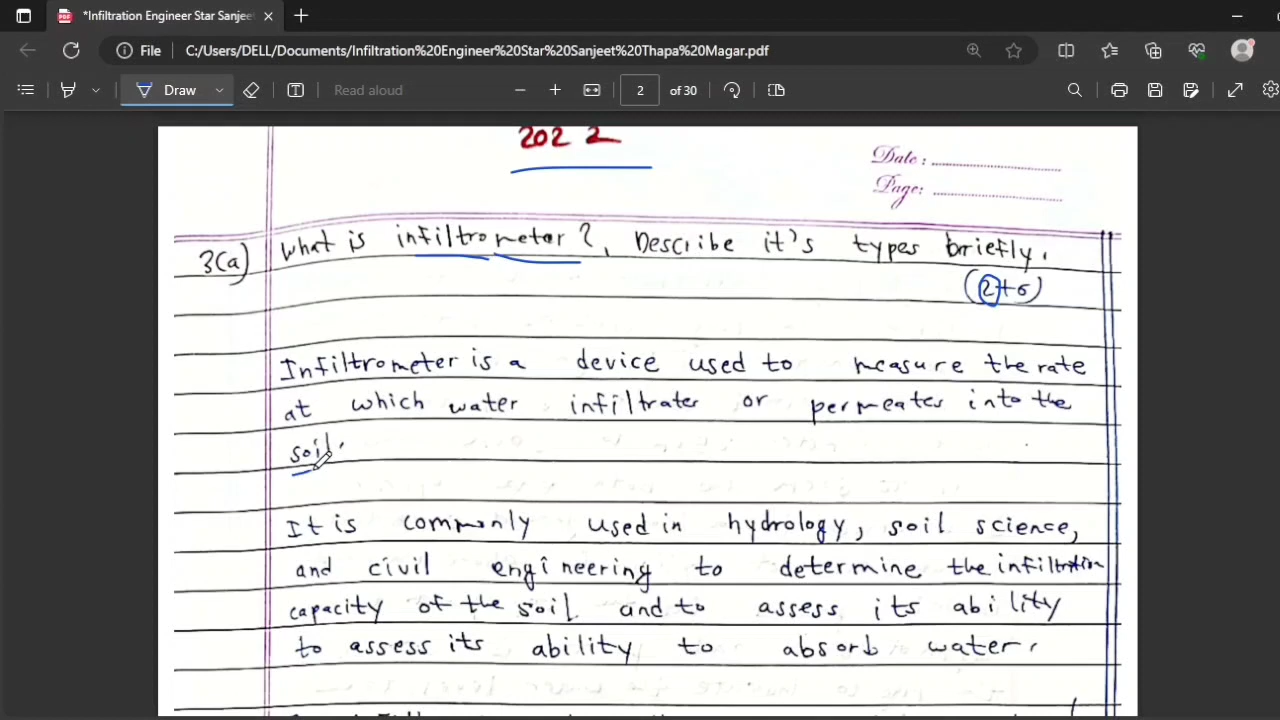 *Infiltration Engineer Star Sanjee
File C:/Users/DELL/Documents/Infiltration%20Engineer%20Star%20Sanjeet%20Thapa%20Magar.pdf
Draw Read aloud 2 of 30
202 2
Date:
Page:
3(a) What is infiltrometer?, Describe it's types briefly.
(2+6)
Infiltrometer is a device used to measure the rate
at which water infiltrates or permeates into the
soil.
It is commonly used in hydrology, soil science,
and civil engineering to determine the infiltration
capacity of the soil and to assess its ability
to assess its ability to absorb water.